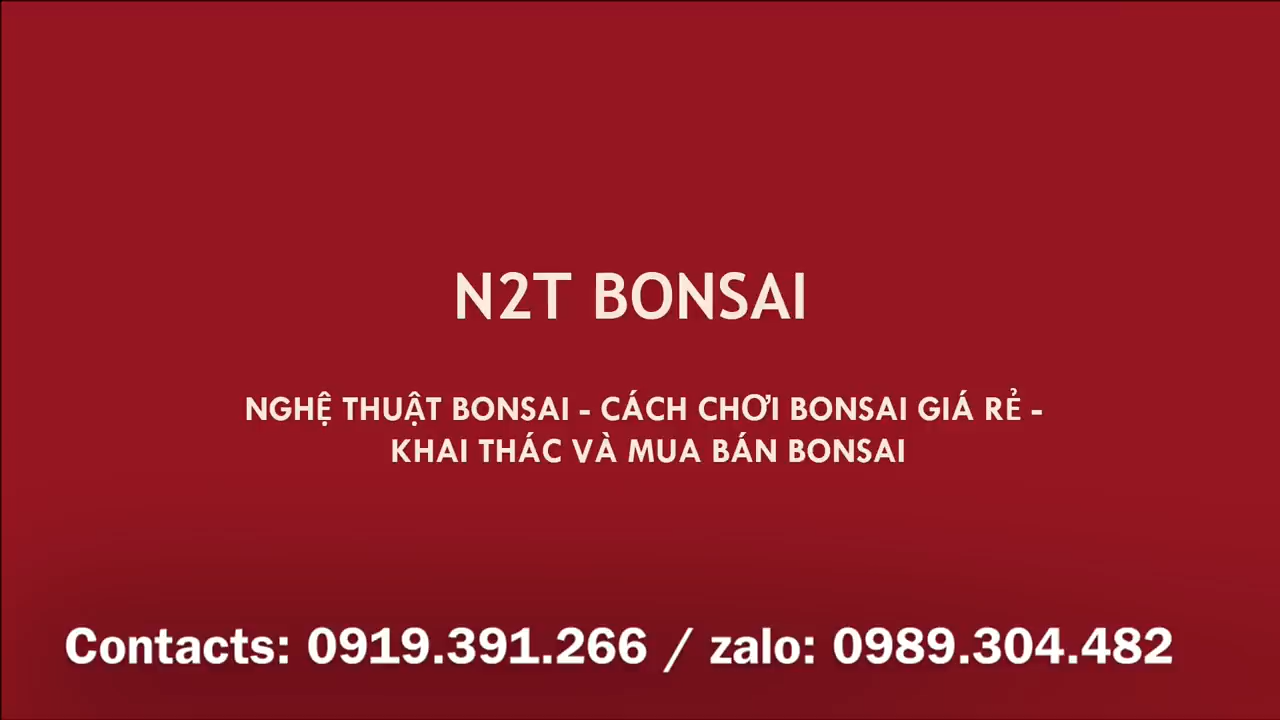 N2T BONSAI
NGHỆ THUẬT BONSAI - CÁCH CHƠI BONSAI GIÁ RẺ -
KHAI THÁC VÀ MUA BÁN BONSAI
Contacts: 0919.391.266 / zalo: 0989.304.482